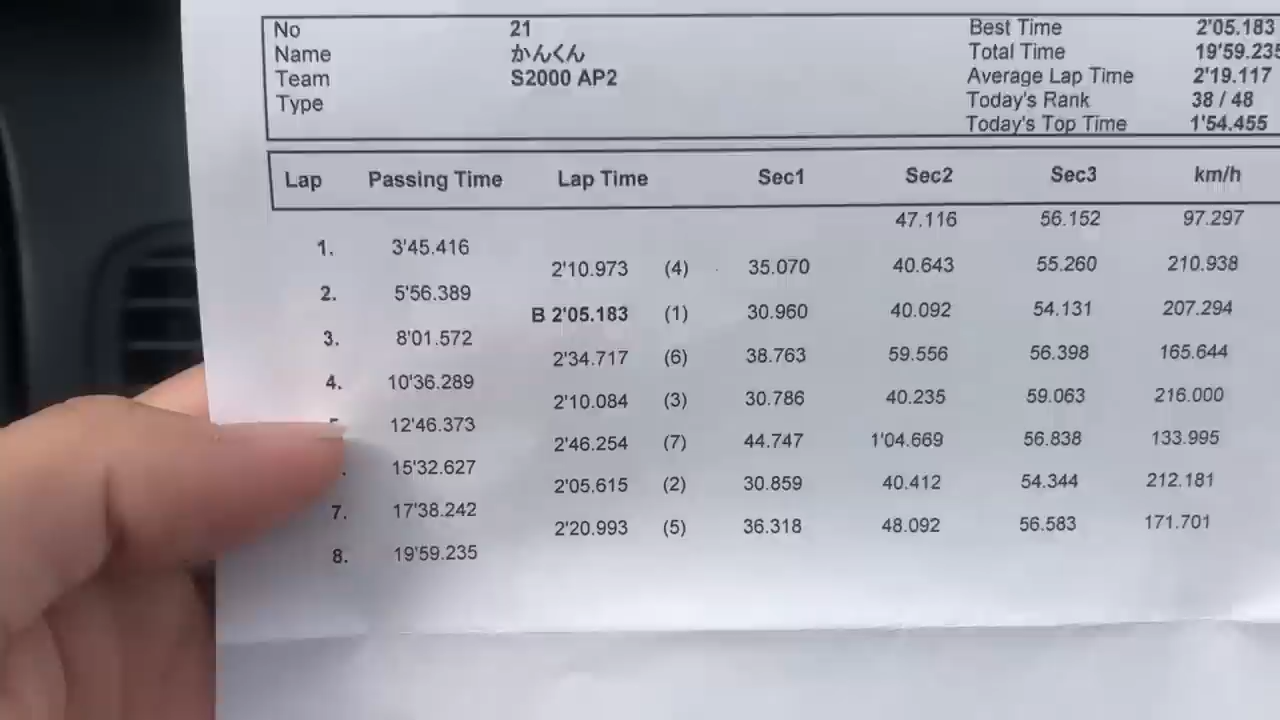 No 21 Best Time 2'05.183
Name かんくん Total Time 19'59.235
Team S2000 AP2 Average Lap Time 2'19.117
Type Today's Rank 38 / 48
Today's Top Time 1'54.455
Lap Passing Time Lap Time Sec1 Sec2 Sec3 km/h
47.116 56.152 97.297
1. 3'45.416
2'10.973 (4) 35.070 40.643 55.260 210.938
2. 5'56.389
B 2'05.183 (1) 30.960 40.092 54.131 207.294
3. 8'01.572
2'34.717 (6) 38.763 59.556 56.398 165.644
4. 10'36.289
2'10.084 (3) 30.786 40.235 59.063 216.000
12'46.373
2'46.254 (7) 44.747 1'04.669 56.838 133.995
15'32.627
2'05.615 (2) 30.859 40.412 54.344 212.181
7. 17'38.242
2'20.993 (5) 36.318 48.092 56.583 171.701
8. 19'59.235